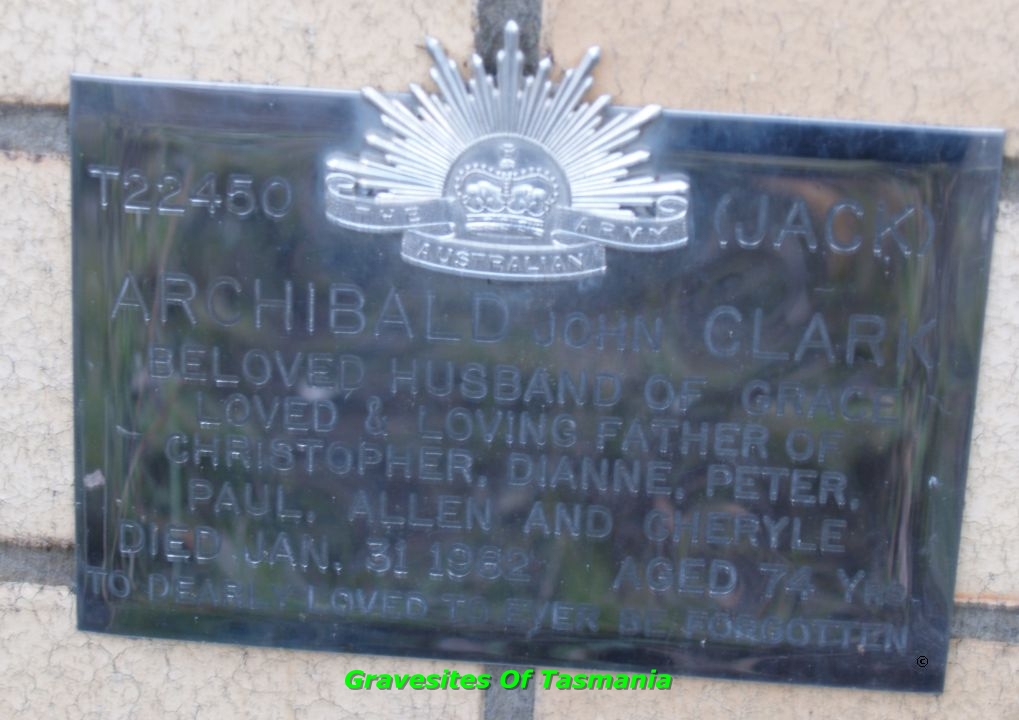 THE AUSTRALIAN ARMY
T22450 (JACK)
ARCHIBALD JOHN CLARK
BELOVED HUSBAND OF GRACE
LOVED & LOVING FATHER OF
CHRISTOPHER, DIANNE, PETER,
PAUL, ALLEN AND CHERYLE
DIED JAN. 31 1982 AGED 74 YRS.
TO DEARLY LOVED TO EVER BE FORGOTTEN
©
Gravesites Of Tasmania